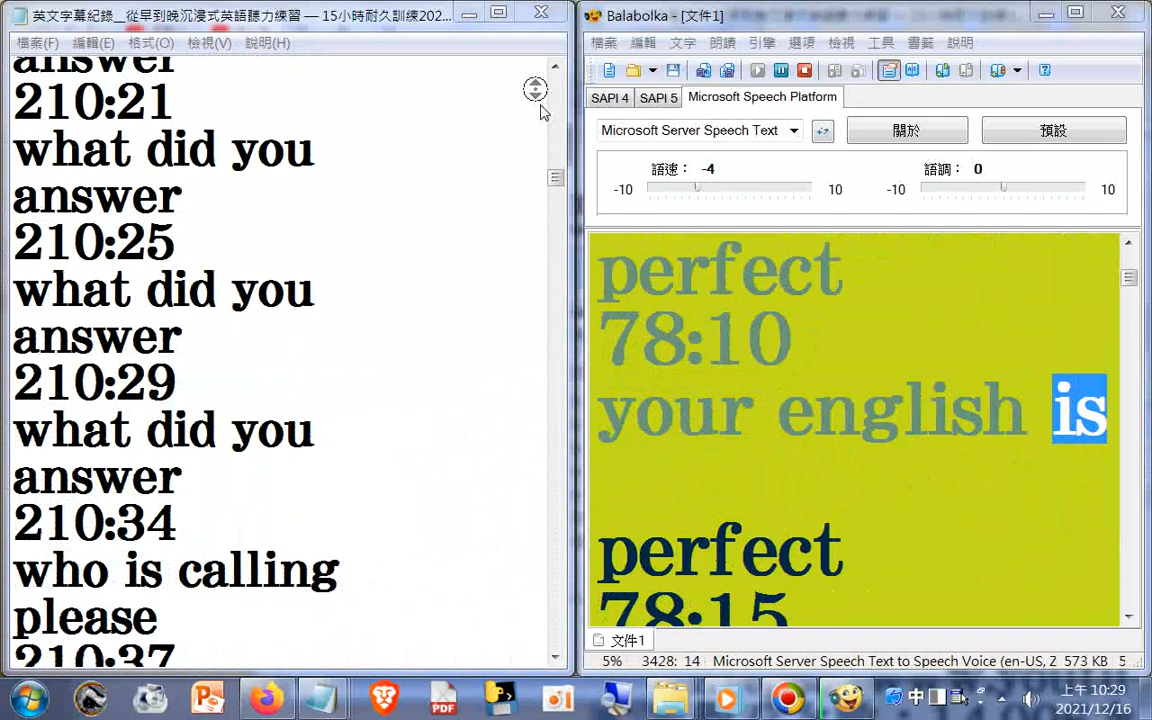 英文字幕紀錄__從早到晚沉浸式英語聽力練習 — 15小時耐久訓練202...
檔案(F) 編輯(E) 格式(O) 檢視(V) 說明(H)
answer
210:21
what did you
answer
210:25
what did you
answer
210:29
what did you
answer
210:34
who is calling
please
210:37
Balabolka - [文件1]
檔案 編輯 文字 朗讀 引擎 選項 檢視 工具 書籤 說明
SAPI 4 SAPI 5 Microsoft Speech Platform
Microsoft Server Speech Text 關於 預設
語速： -4 語調： 0
-10 10 -10 10
perfect
78:10
your english is
perfect
78:15
文件1
5% 3428: 14 Microsoft Server Speech Text to Speech Voice (en-US, Z 573 KB 5
PDF 中 上午 10:29
2021/12/16